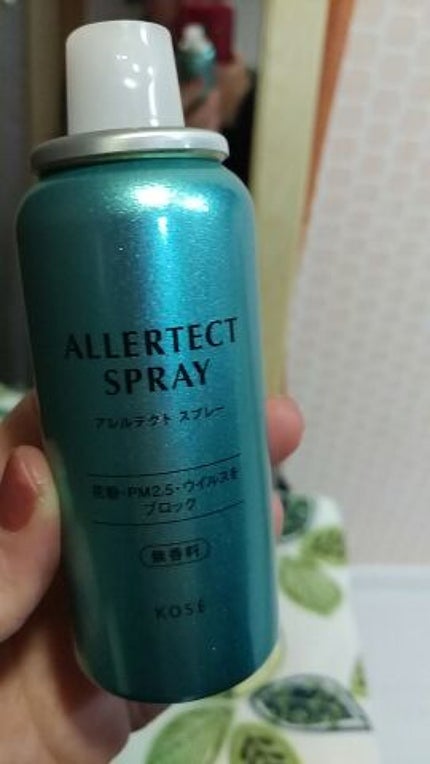 ALLERTECT
SPRAY
アレルテクト スプレー
花粉・PM2.5・ウイルスを
ブロック
無香料
KOSÉ